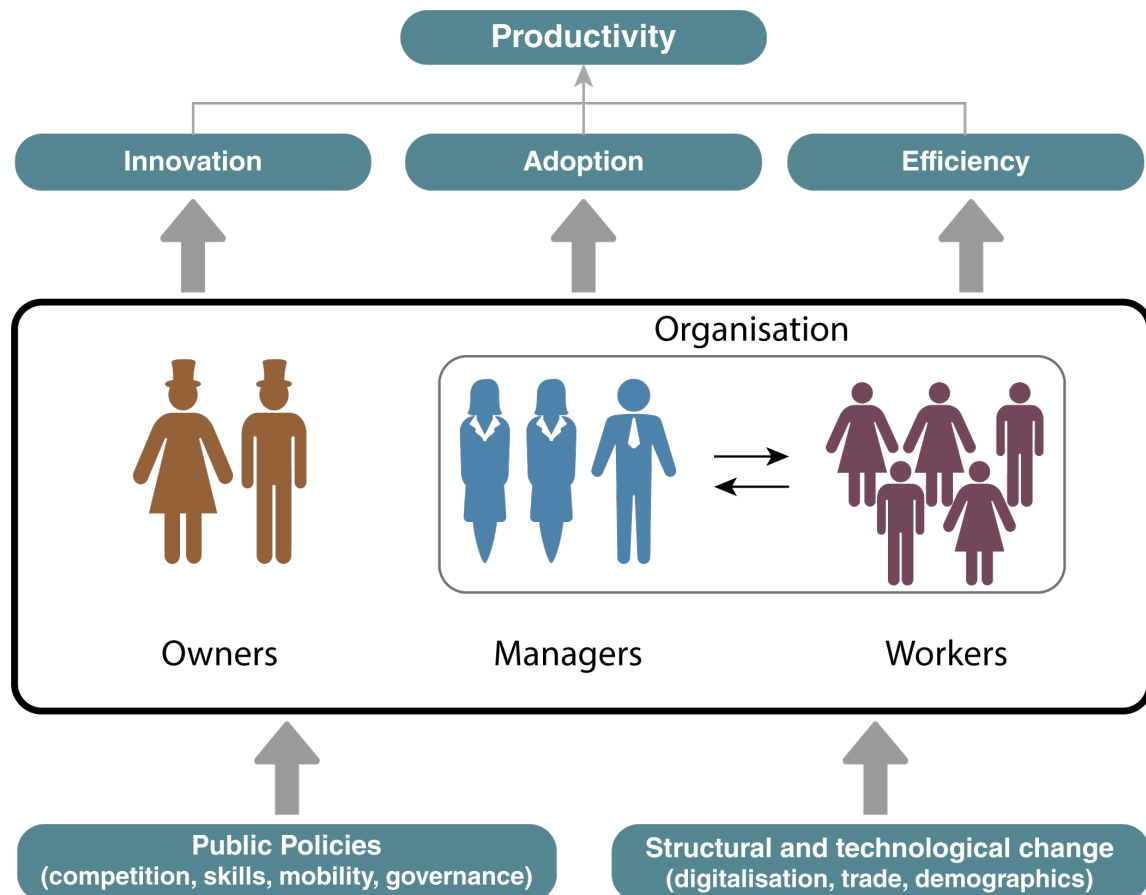 Productivity
Innovation
Adoption
Efficiency
Organisation
Owners
Managers
Workers
Public Policies
(competition, skills, mobility, governance)
Structural and technological change
(digitalisation, trade, demographics)